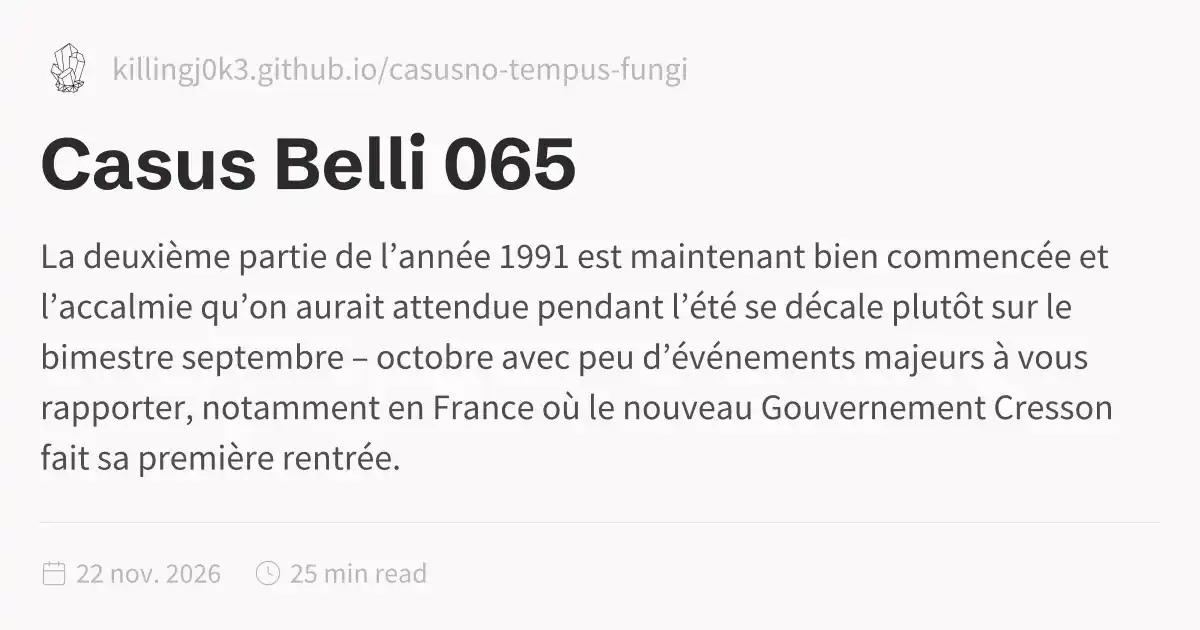 killingj0k3.github.io/casusno-tempus-fungi
Casus Belli 065
La deuxième partie de l’année 1991 est maintenant bien commencée et
l’accalmie qu’on aurait attendue pendant l’été se décale plutôt sur le
bimestre septembre – octobre avec peu d’événements majeurs à vous
rapporter, notamment en France où le nouveau Gouvernement Cresson
fait sa première rentrée.
22 nov. 2026 25 min read